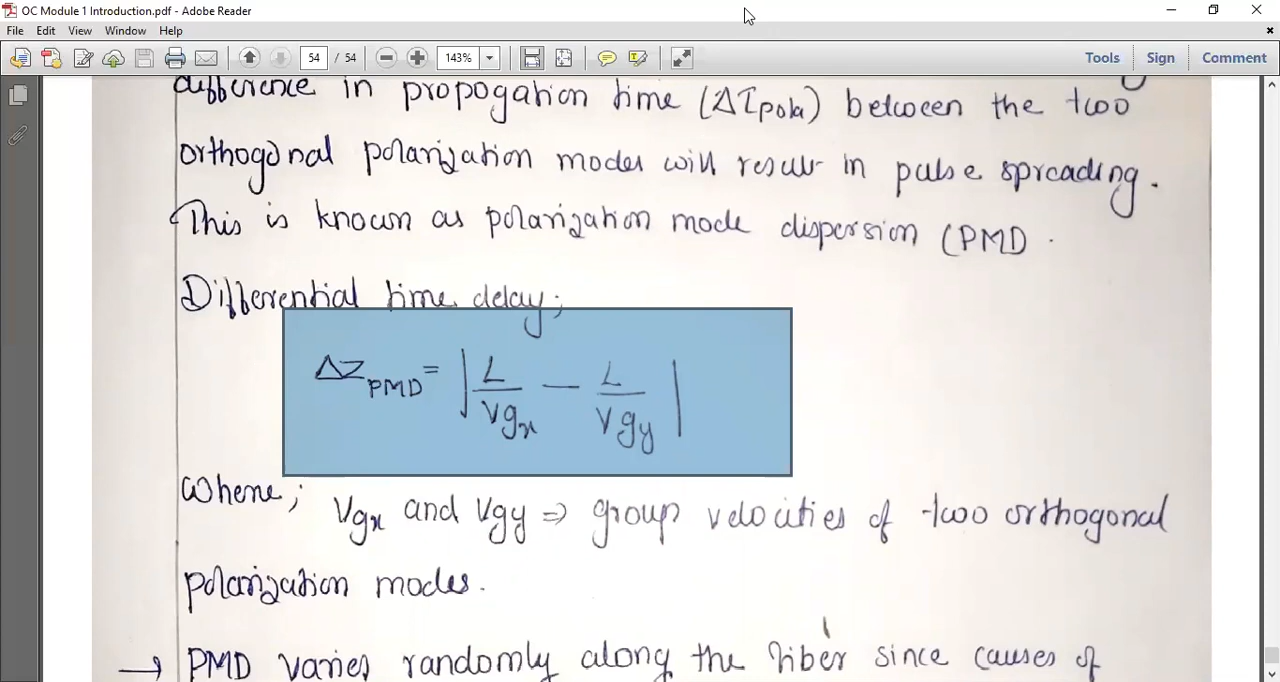 OC Module 1 Introduction.pdf - Adobe Reader
File Edit View Window Help
54 / 54 143% Tools Sign Comment
difference in propogation time (Δτpola) between the two
orthogonal polarization modes will result in pulse spreading.
This is known as polarization mode dispersion (PMD
Differential time delay;
ΔZPMD = | L/Vgx - L/Vgy |
Where; Vgx and Vgy ⇒ group velocities of two orthogonal
polarization modes.
→ PMD varies randomly along the fiber since causes of